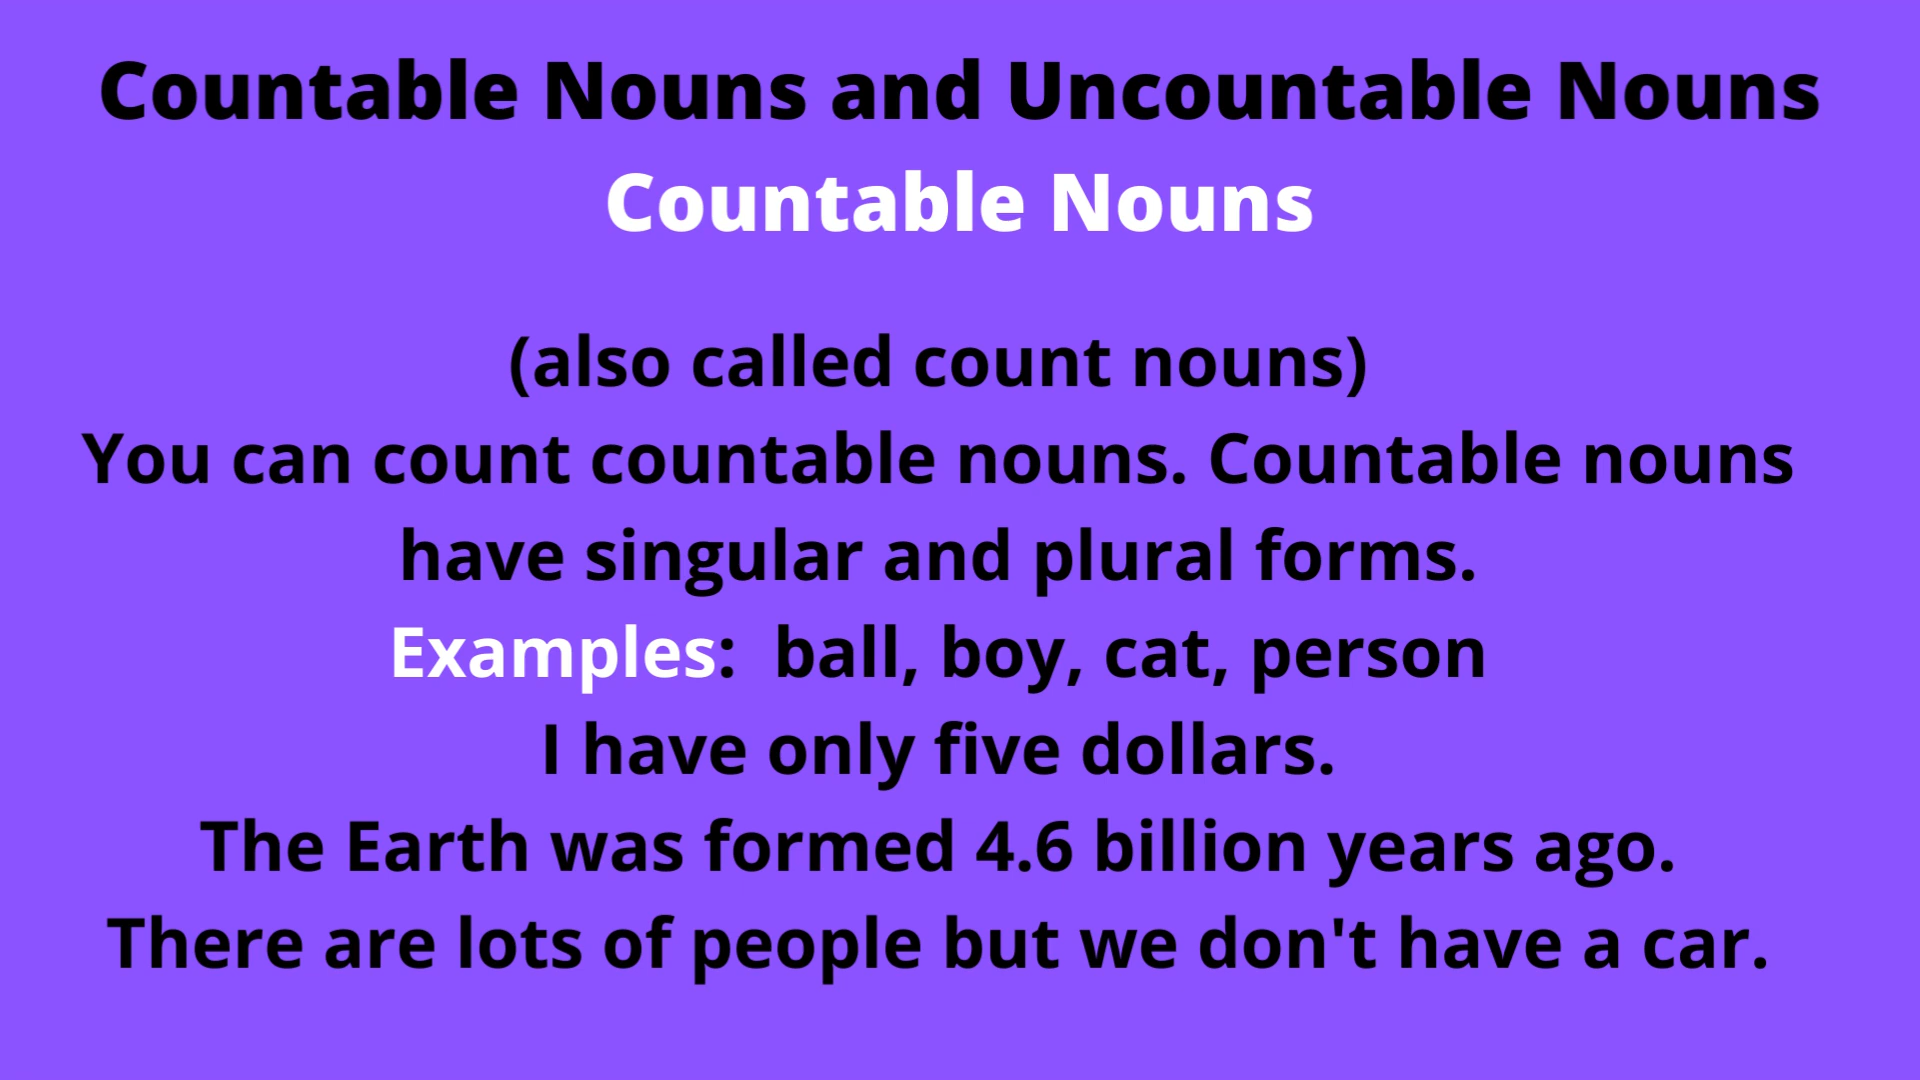 Countable Nouns and Uncountable Nouns
Countable Nouns
(also called count nouns)
You can count countable nouns. Countable nouns
have singular and plural forms.
Examples:  ball, boy, cat, person
I have only five dollars.
The Earth was formed 4.6 billion years ago.
There are lots of people but we don't have a car.